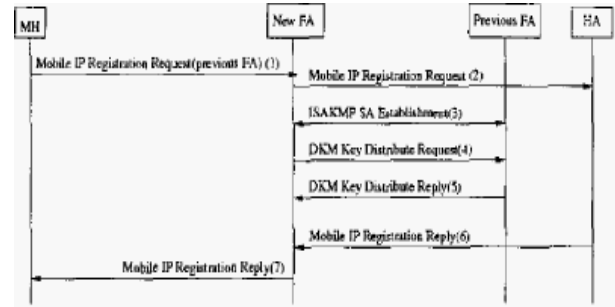 MH
New FA
Previous FA
HA
Mobile IP Registration Request(previous FA) (1)
Mobile IP Registration Request (2)
ISAKMP SA Establishment(3)
DKM Key Distribute Request(4)
DKM Key Distribute Reply(5)
Mobile IP Registration Reply(6)
Mobile IP Registration Reply(7)